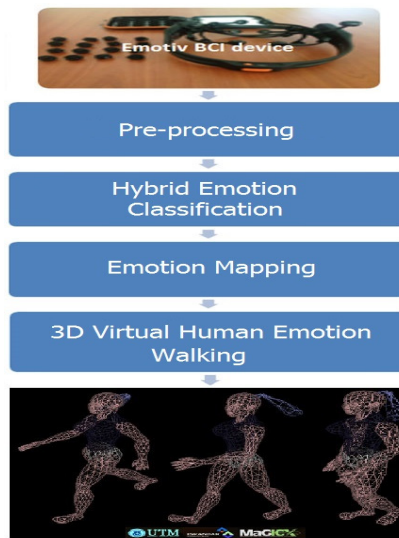 Emotiv BCI device
Pre-processing
Hybrid Emotion
Classification
Emotion Mapping
3D Virtual Human Emotion
Walking
UTM MaGICX